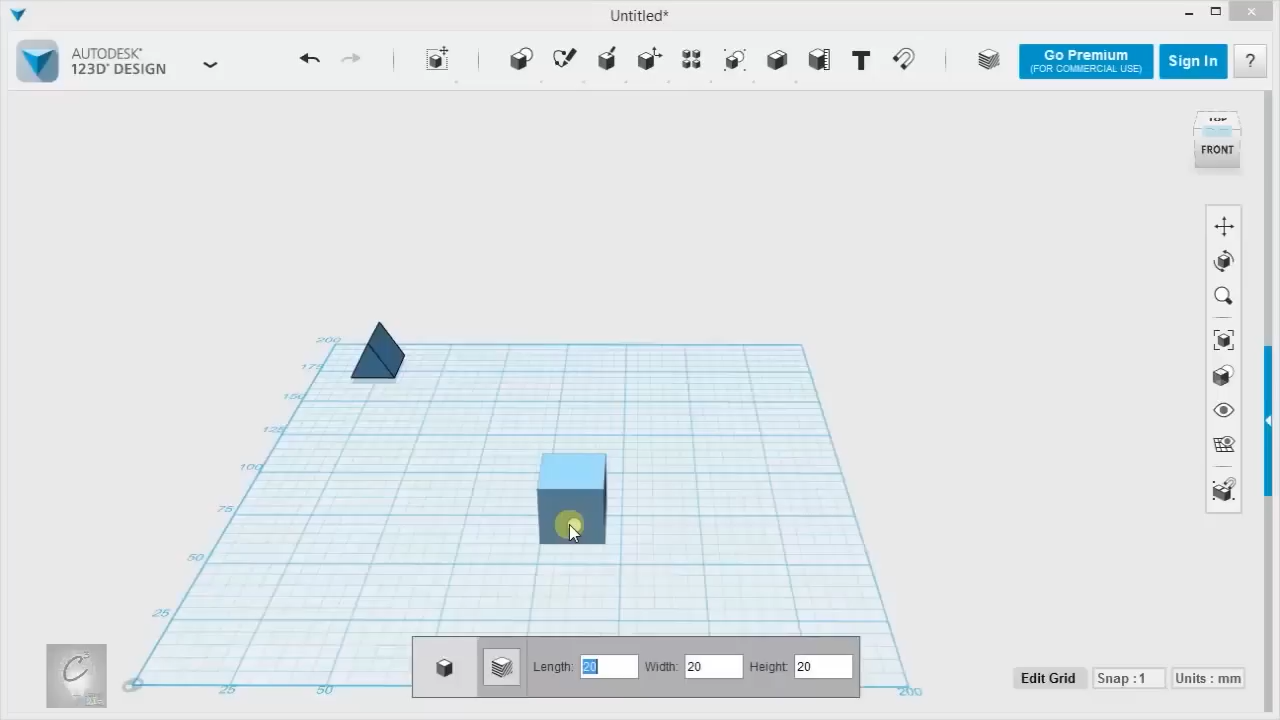 Untitled*
AUTODESK®
123D® DESIGN
T
Go Premium
(FOR COMMERCIAL USE)
Sign In
?
TOP
FRONT
200
175
150
125
100
75
50
25
25
50
200
Length: 20
Width: 20
Height: 20
Edit Grid
Snap : 1
Units : mm